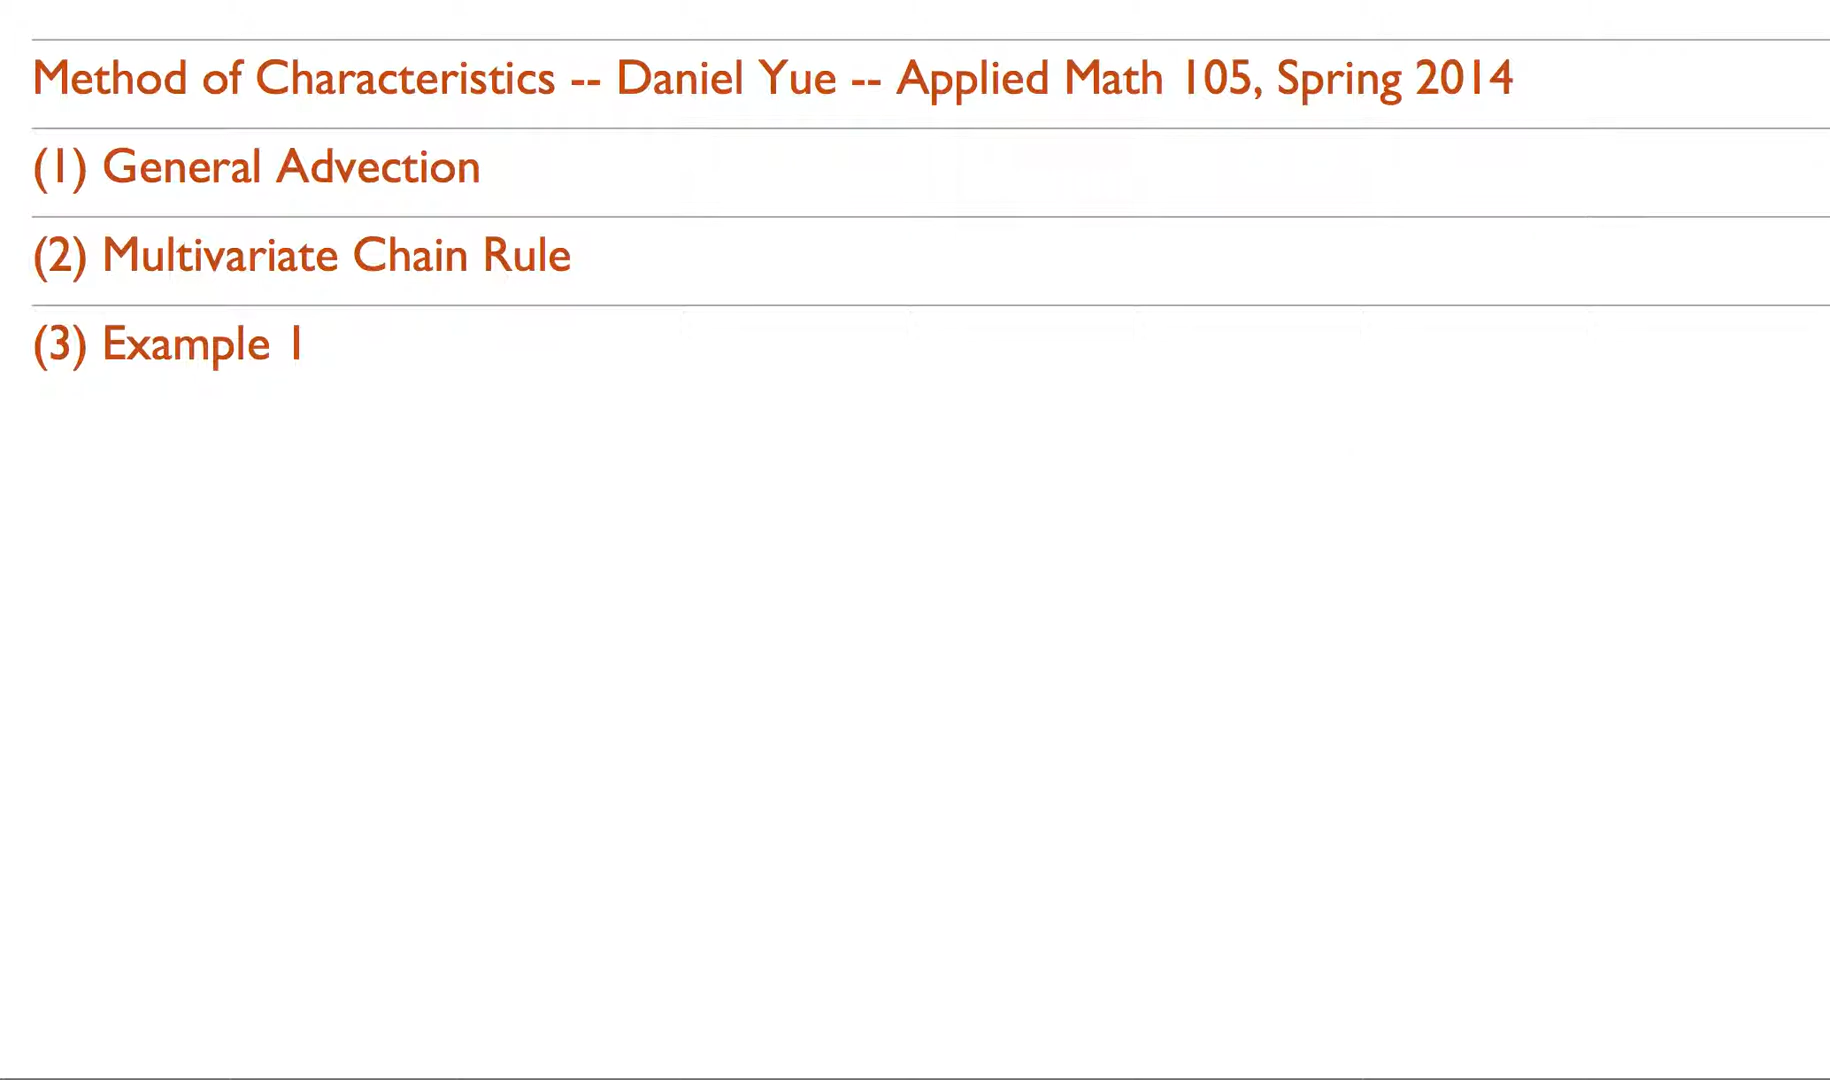 Method of Characteristics -- Daniel Yue -- Applied Math 105, Spring 2014
(1) General Advection
(2) Multivariate Chain Rule
(3) Example 1